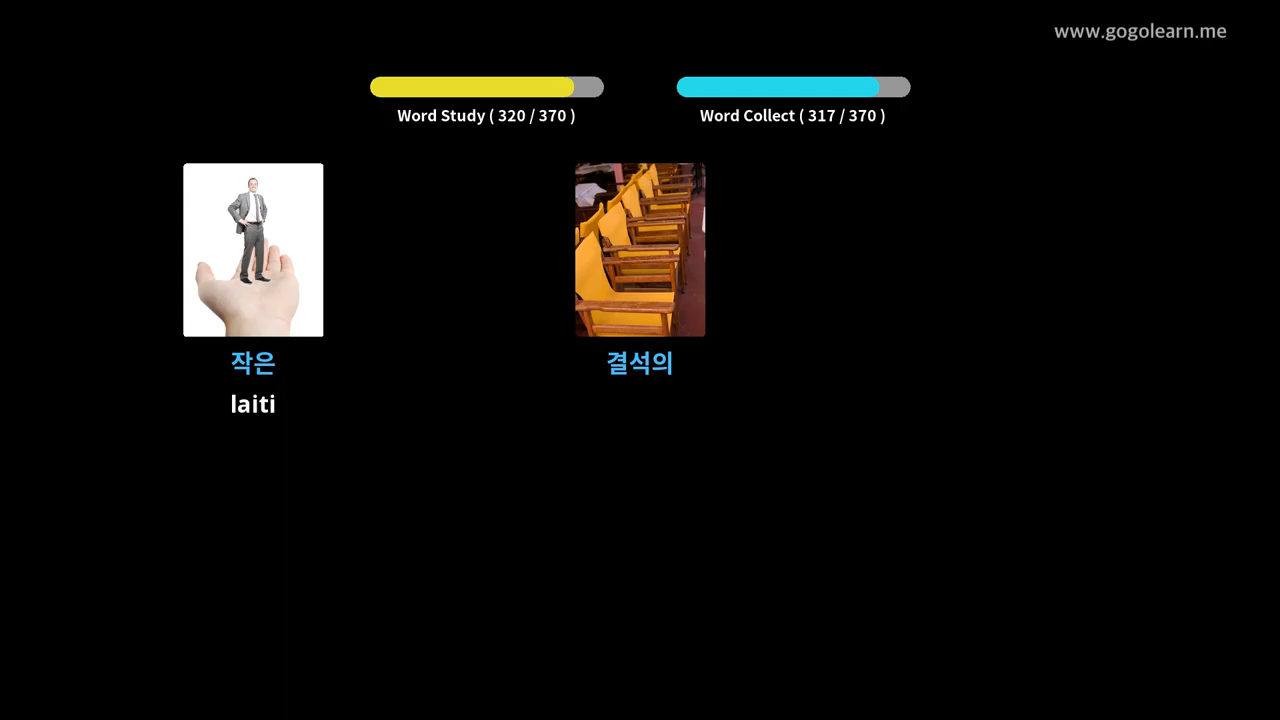 www.gogolearn.me
Word Study ( 320 / 370 )
Word Collect ( 317 / 370 )
작은
laiti
결석의